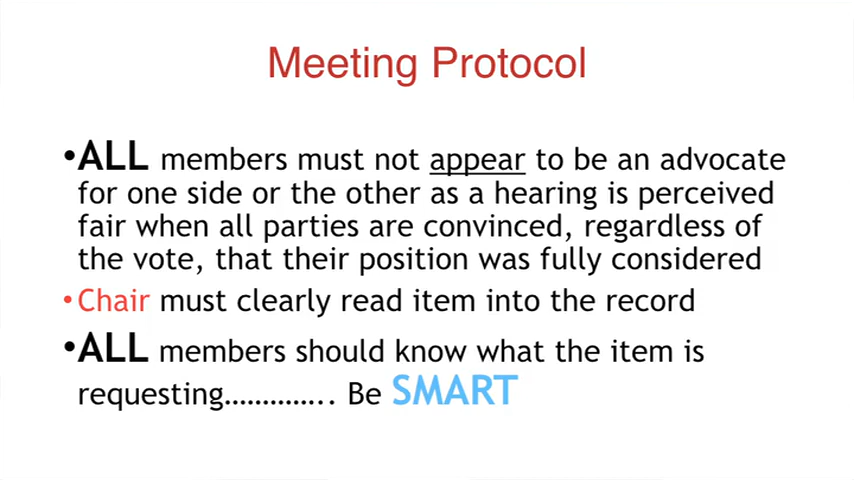 Meeting Protocol
•ALL members must not appear to be an advocate
for one side or the other as a hearing is perceived
fair when all parties are convinced, regardless of
the vote, that their position was fully considered
•Chair must clearly read item into the record
•ALL members should know what the item is
requesting………….. Be SMART